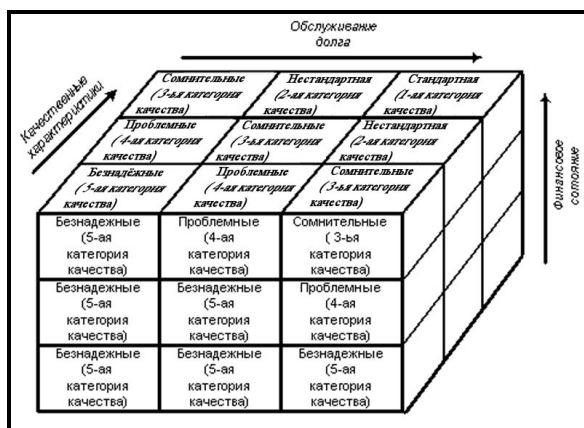 Обслуживание
долга
Качественные
характеристики
Финансовое
сотояние
Сомнительные
(3-ья категория
качества)
Нестандартная
(2-ая категория
качества)
Стандартная
(1-ая категория
качества)
Проблемные
(4-ая категория
качества)
Сомнительные
(3-ья категория
качества)
Нестандартная
(2-ая категория
качества)
Безнадёжные
(5-ая категория
качества)
Проблемные
(4-ая категория
качества)
Сомнительные
(3-ья категория
качества)
Безнадежные
(5-ая
категория
качества)
Проблемные
(4-ая
категория
качества)
Сомнительные
( 3-ья
категория
качества)
Безнадежные
(5-ая
категория
качества)
Безнадежные
(5-ая
категория
качества)
Проблемные
(4-ая
категория
качества)
Безнадежные
(5-ая
категория
качества)
Безнадежные
(5-ая
категория
качества)
Безнадежные
(5-ая
категория
качества)